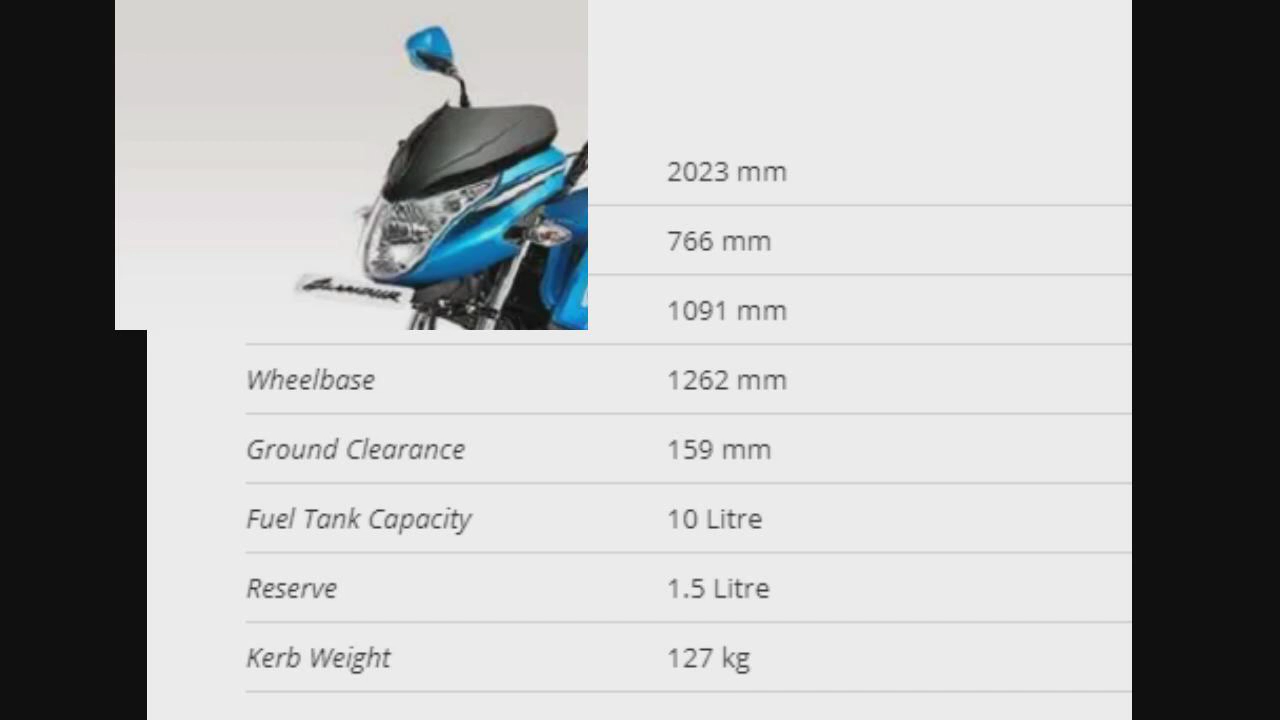 2023 mm
766 mm
1091 mm
Wheelbase 1262 mm
Ground Clearance 159 mm
Fuel Tank Capacity 10 Litre
Reserve 1.5 Litre
Kerb Weight 127 kg